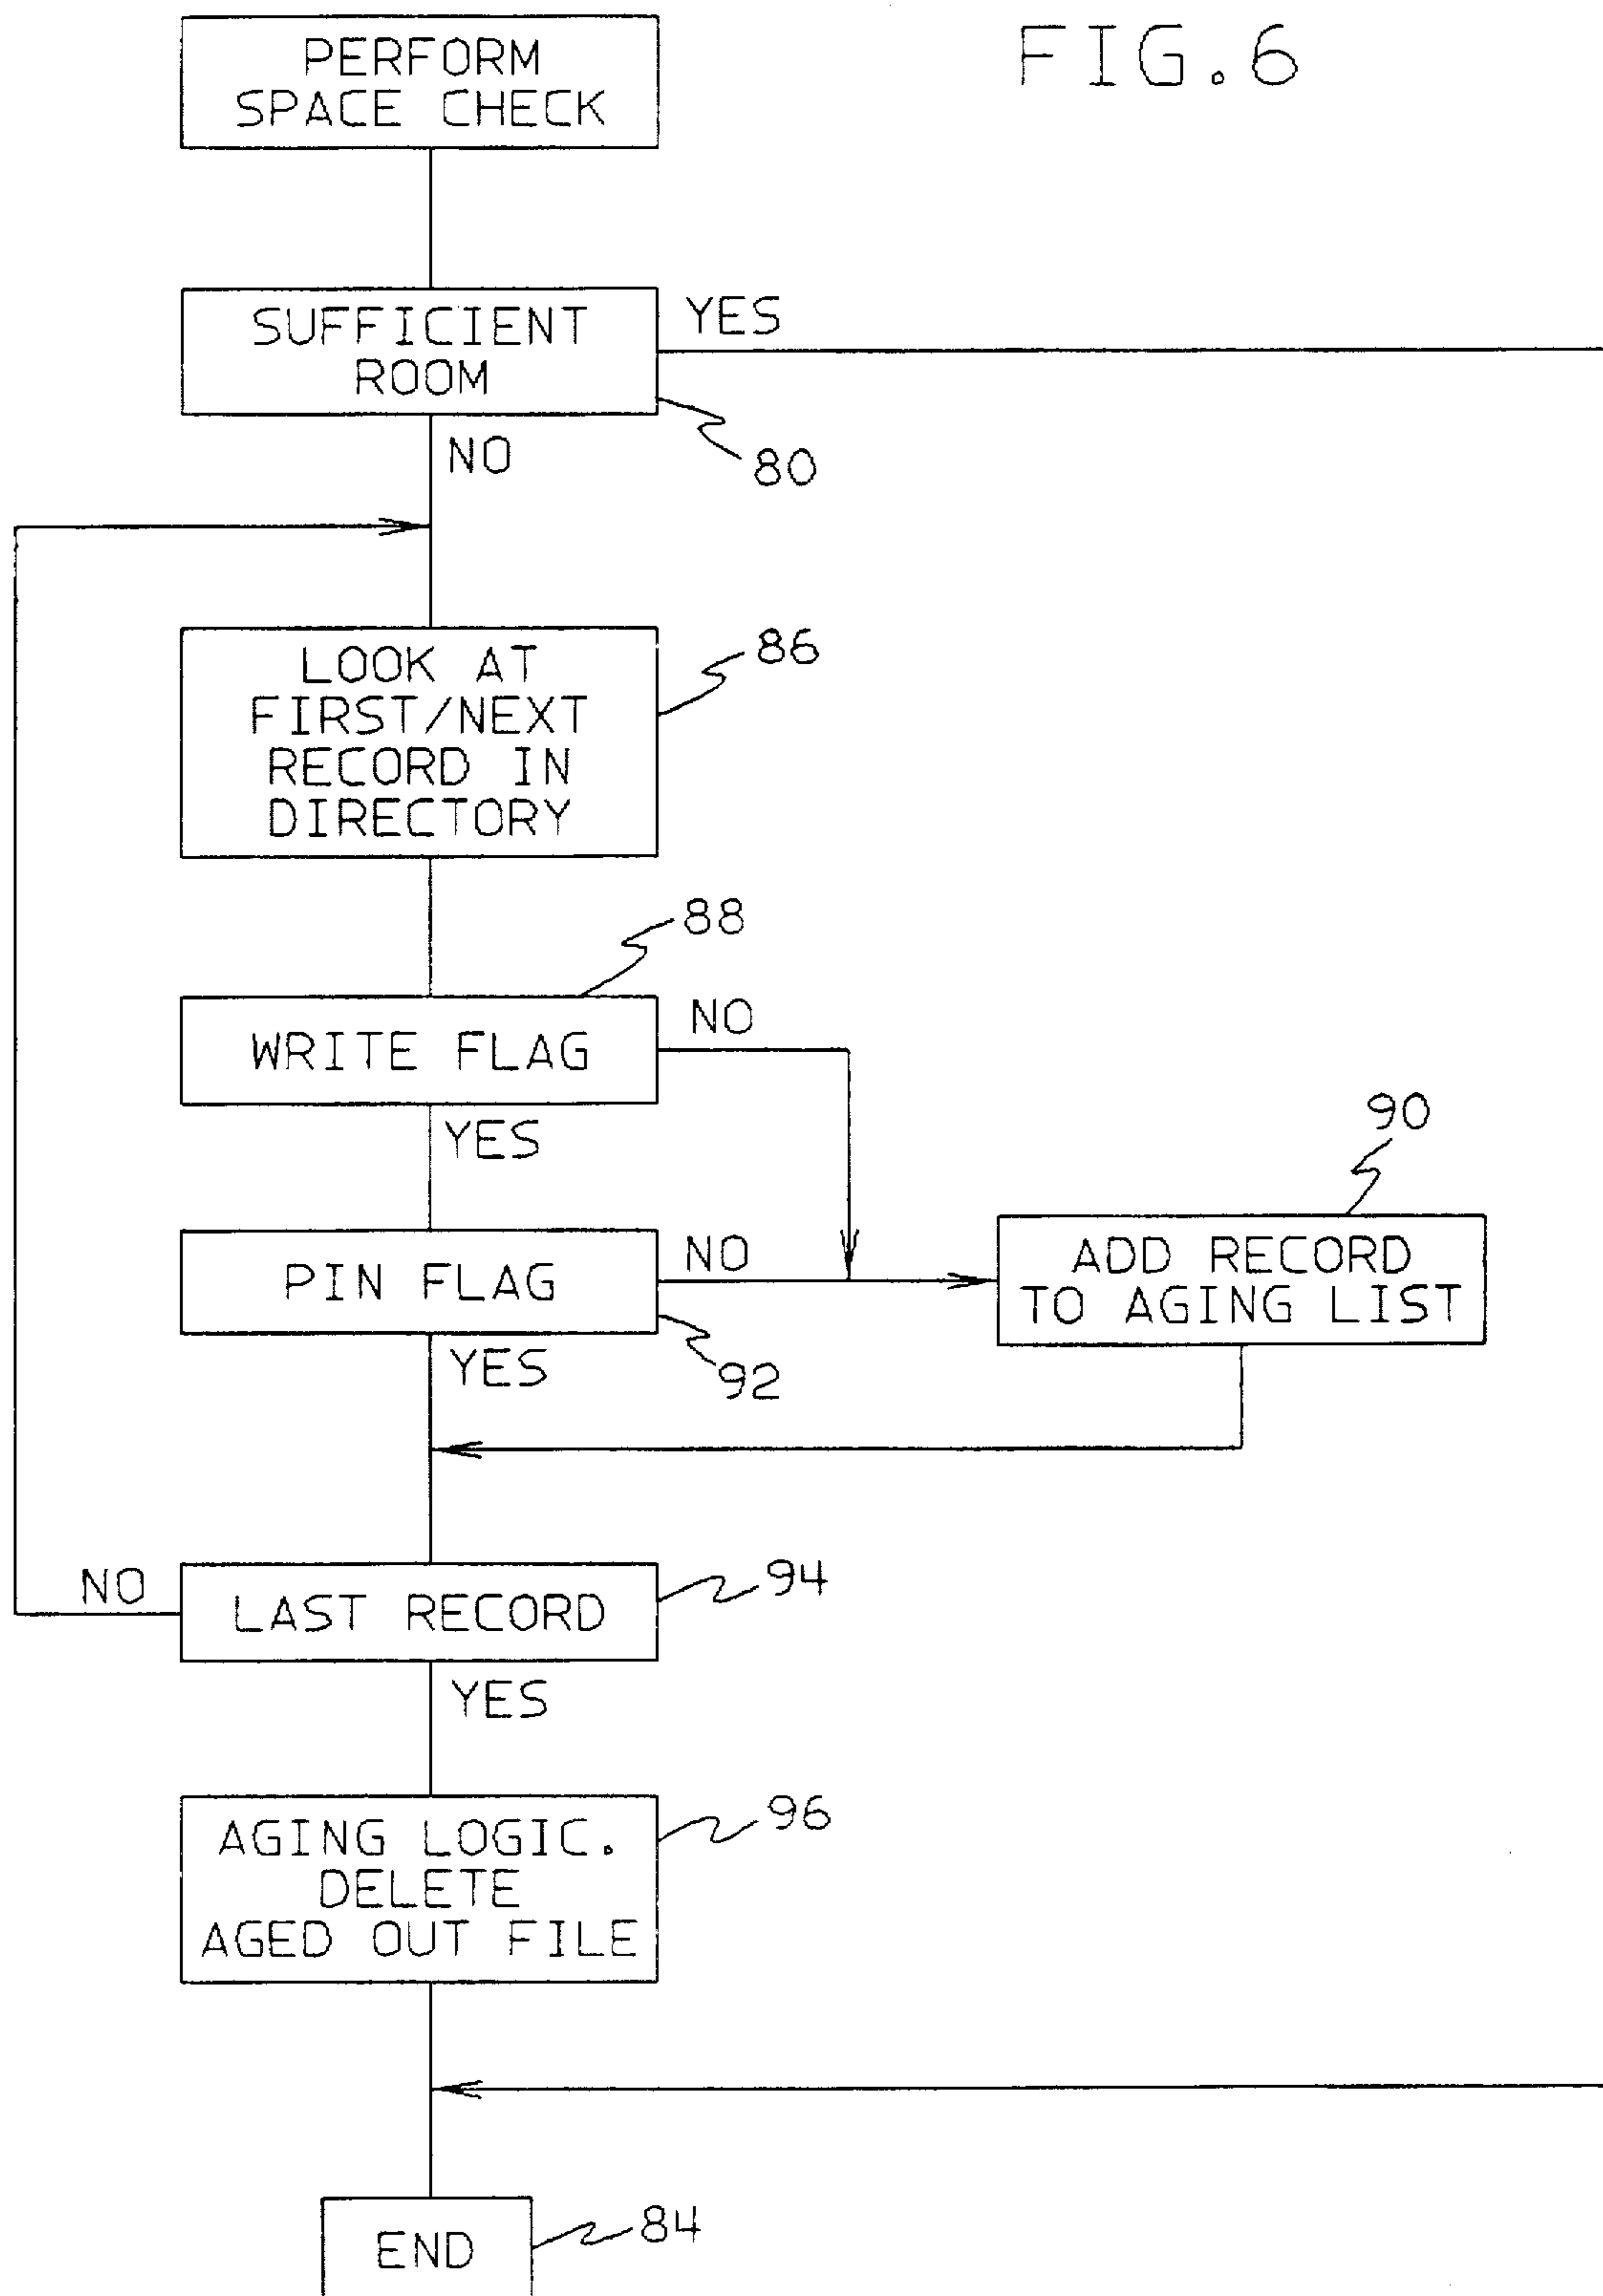 FIG.6
PERFORM
SPACE CHECK
SUFFICIENT
ROOM
YES
NO
80
LOOK AT
FIRST/NEXT
RECORD IN
DIRECTORY
86
88
WRITE FLAG
NO
YES
90
PIN FLAG
NO
ADD RECORD
TO AGING LIST
YES
92
NO
LAST RECORD
94
YES
AGING LOGIC.
DELETE
AGED OUT FILE
96
END
84